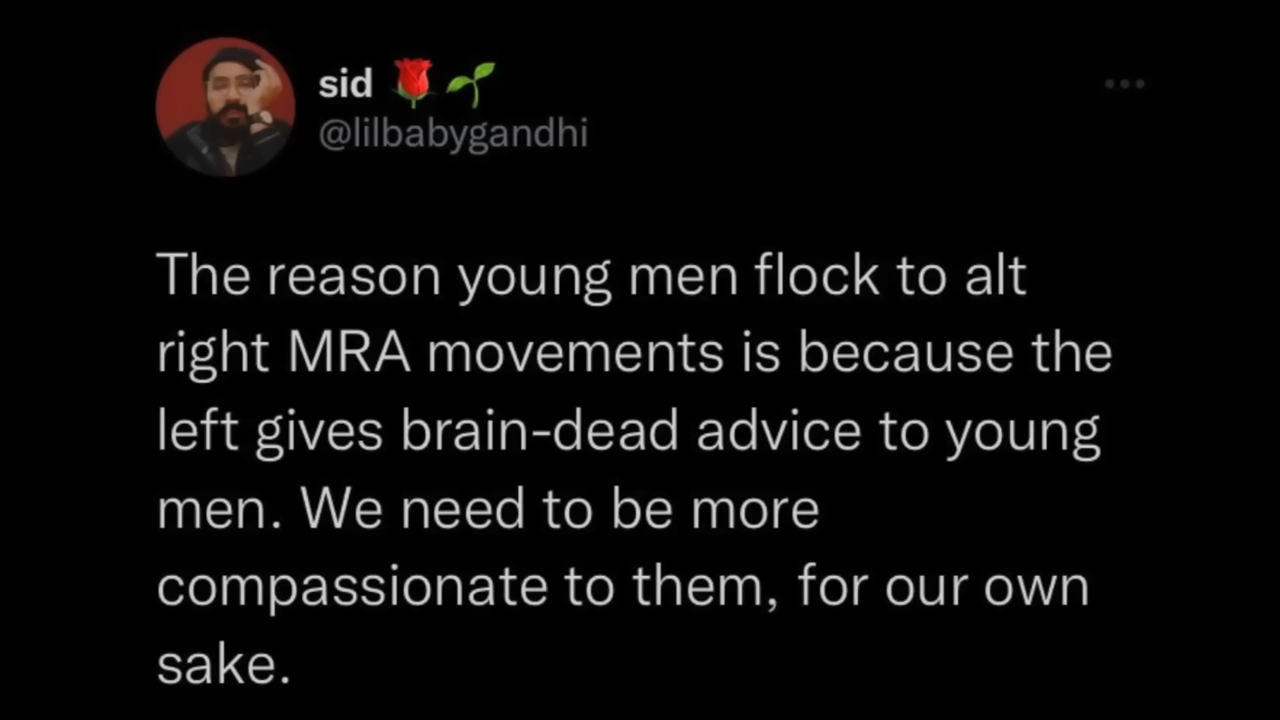 sid 🌹🌱
@lilbabygandhi
The reason young men flock to alt
right MRA movements is because the
left gives brain-dead advice to young
men. We need to be more
compassionate to them, for our own
sake.